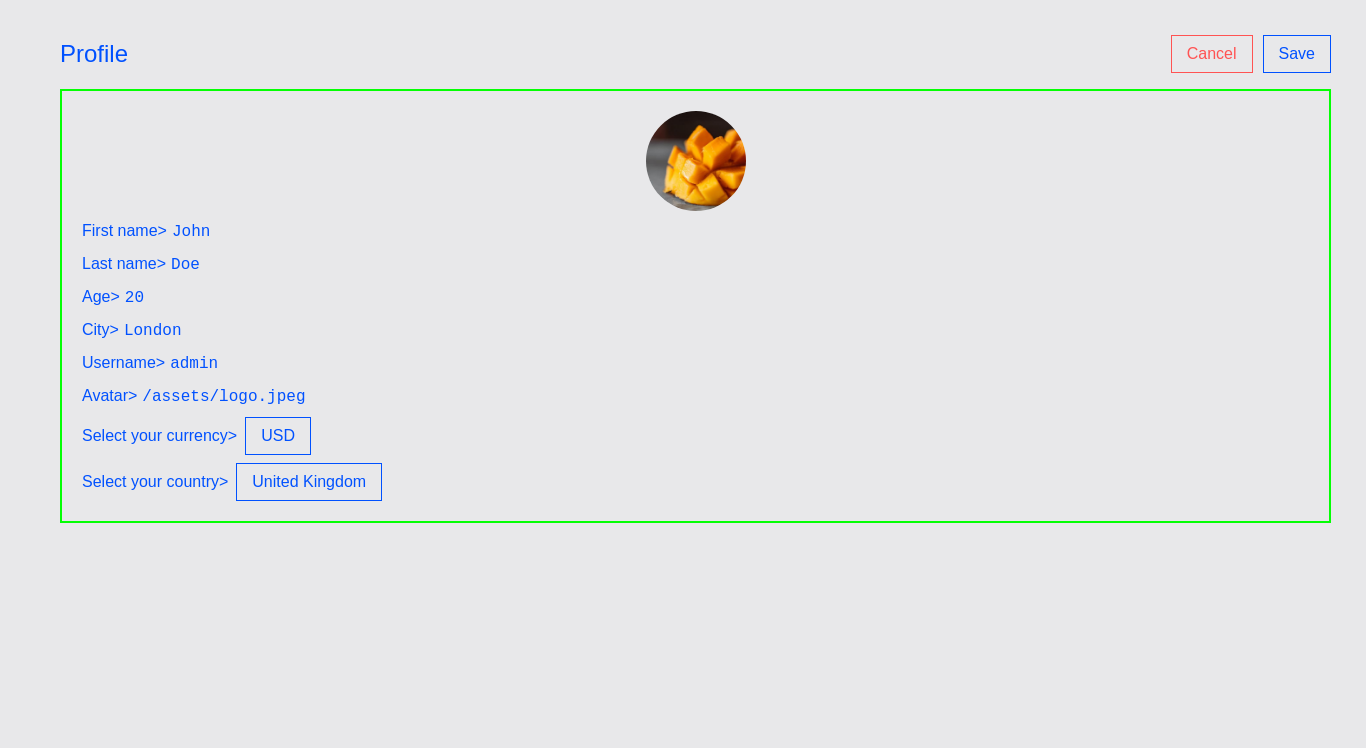 Profile
Cancel
Save
First name> John
Last name> Doe
Age> 20
City> London
Username> admin
Avatar> /assets/logo.jpeg
Select your currency> USD
Select your country> United Kingdom